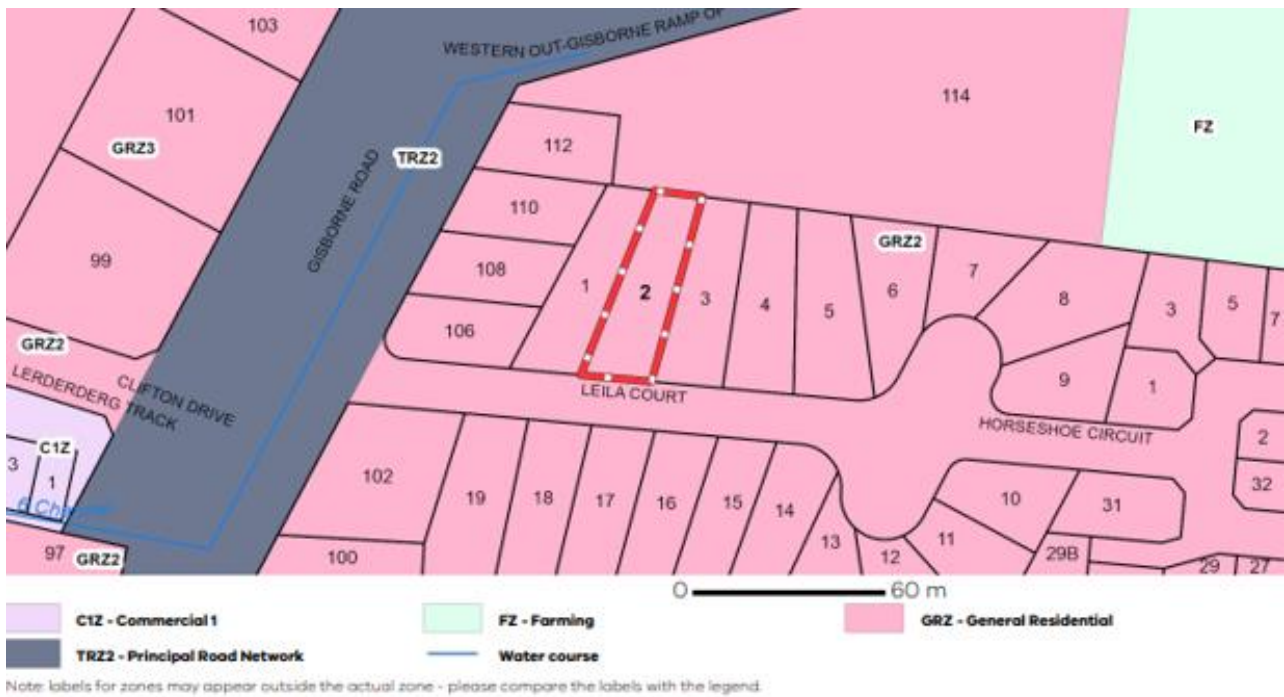 103
WESTERN OUT-GISBORNE RAMP OF
101
GRZ3
114
FZ
112
TRZ2
GISBORNE ROAD
110
99
108
GRZ2
1
2
3
4
5
6
7
8
3
5
7
106
GRZ2
LEILA COURT
9
1
LERDERDERG TRACK
CLIFTON DRIVE
HORSESHOE CIRCUIT
C1Z
3
1
102
19
18
17
16
15
14
10
31
2
32
97
GRZ2
100
13
12
11
29B
29
27
0
60 m
C1Z - Commercial 1
FZ - Farming
GRZ - General Residential
TRZ2 - Principal Road Network
Water course
Note: labels for zones may appear outside the actual zone - please compare the labels with the legend.